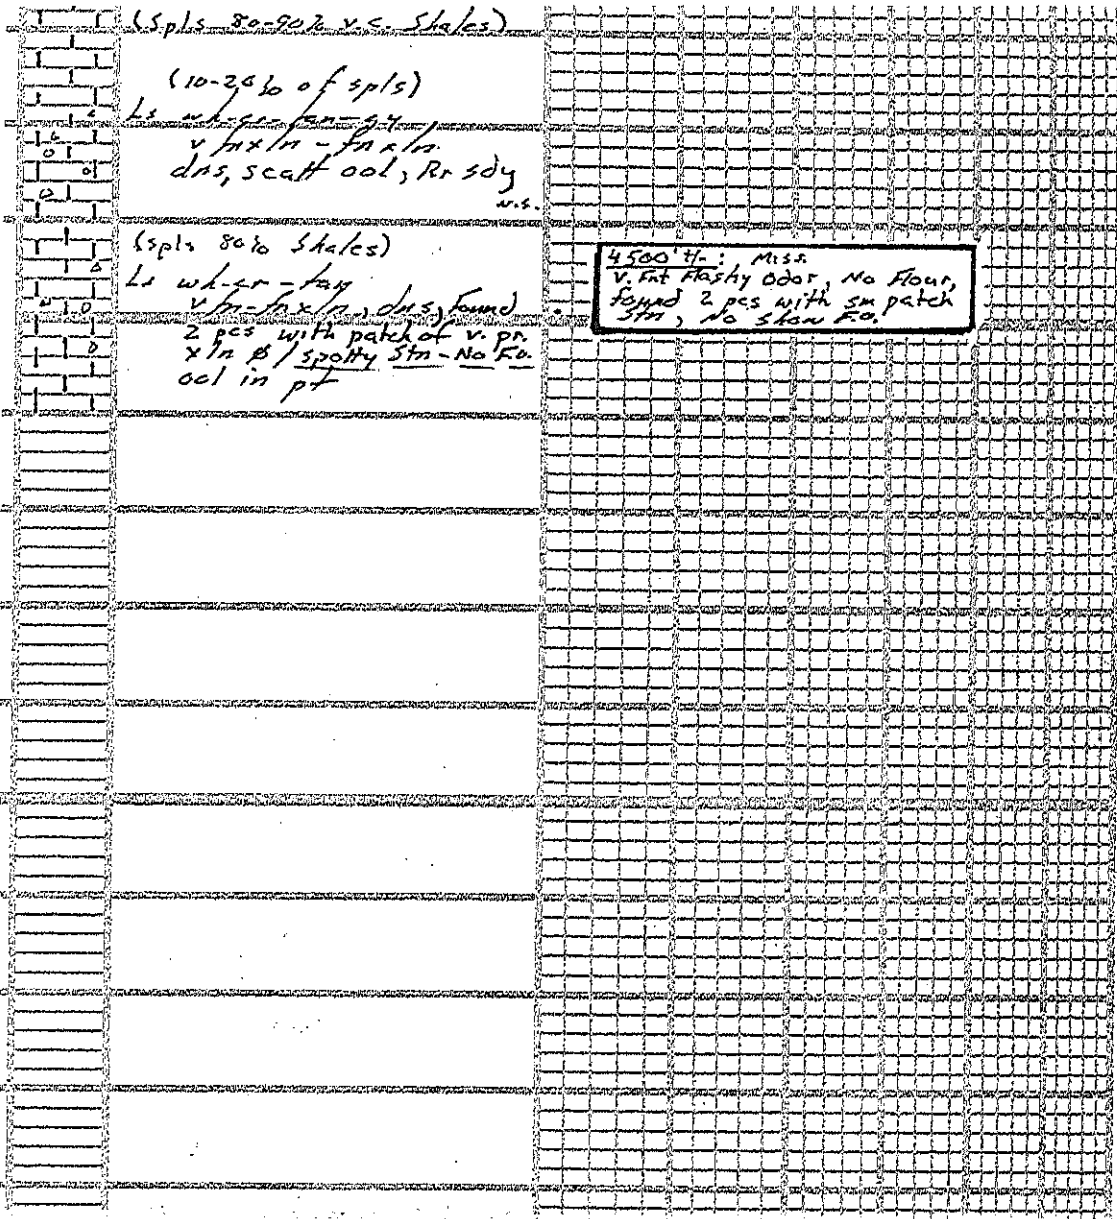 (Spls 80-90% v.c. Shales)
(10-20% of spls)
Ls wh-cr-tan-gy
v fnxln - fnxln
dns, scatt ool, Rr sdy
N.S.
(spls 80% Shales)
Ls wh-cr-tan
v fn-fnxln, dns, found
2 pcs with patch of v. pr.
xln ø / spotty Stn - No Fo.
ool in pt
4500' +/-: Miss.
v. Fnt Flashy Odor, No Flour,
found 2 pcs with sm patch
Stn, No Show F.O.